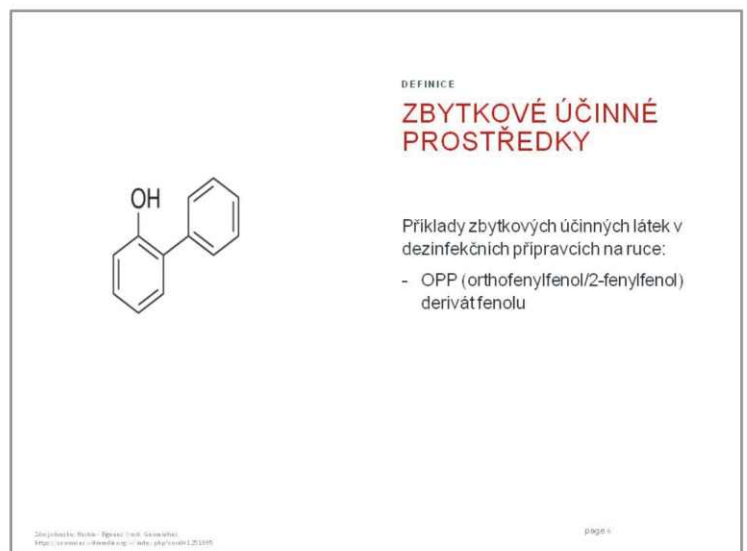 DEFINICE
ZBYTKOVÉ ÚČINNÉ
PROSTŘEDKY
OH
Příklady zbytkových účinných látek v
dezinfekčních přípravcích na ruce:
- OPP (orthofenylfenol/2-fenylfenol)
derivát fenolu
page